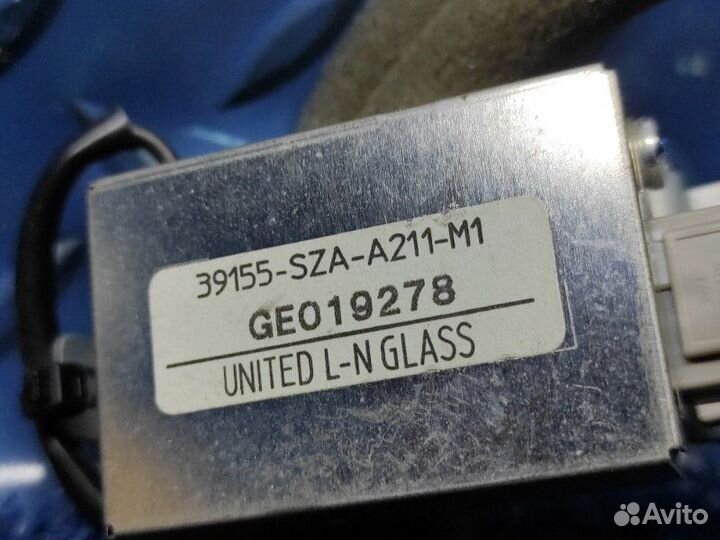 39155-SZA-A211-M1
GE019278
UNITED L-N GLASS
Avito